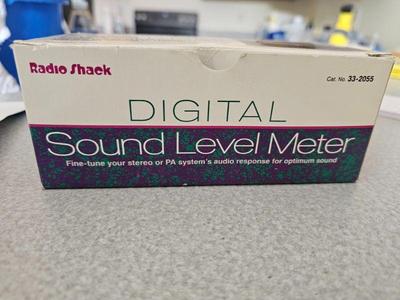 Radio Shack
Cat. No. 33-2055
DIGITAL
Sound Level Meter
Fine-tune your stereo or PA system's audio response for optimum sound